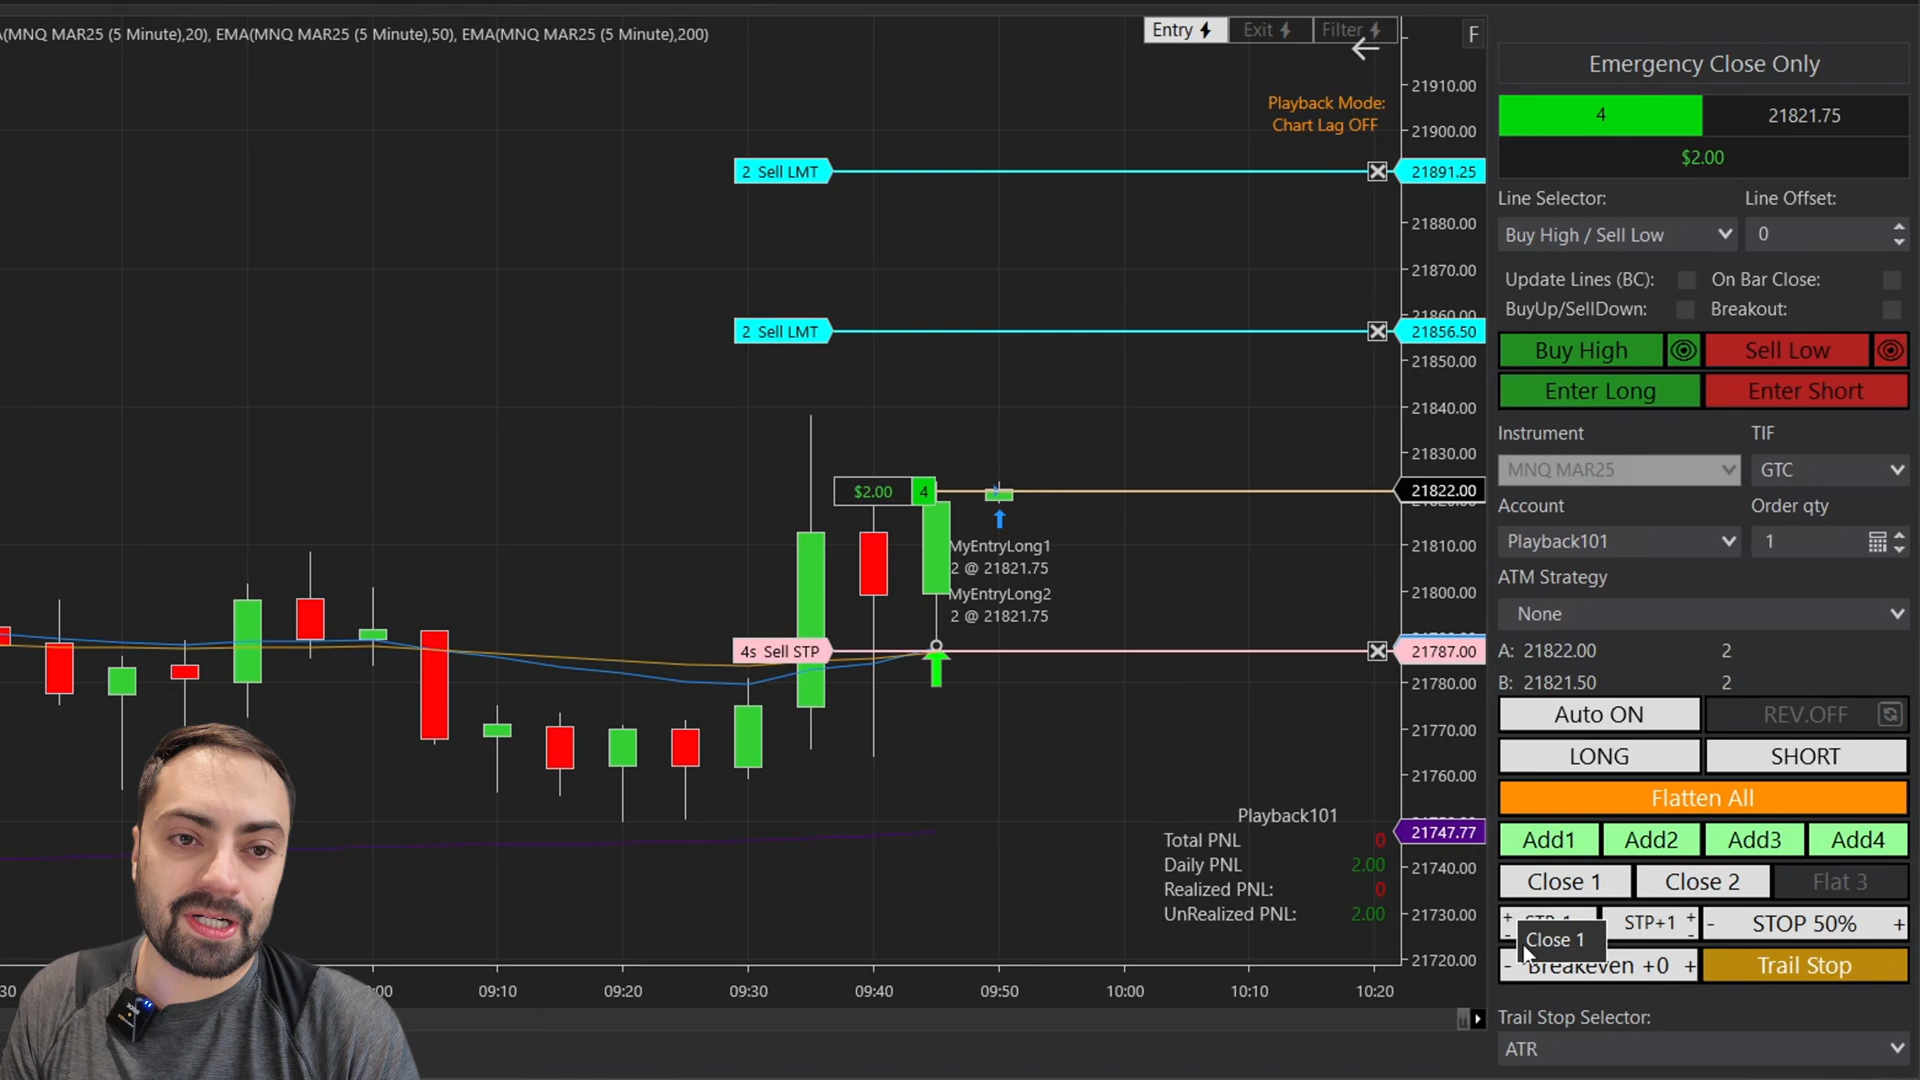 (MNQ MAR25 (5 Minute),20), EMA(MNQ MAR25 (5 Minute),50), EMA(MNQ MAR25 (5 Minute),200)
Entry Exit Filter F
Playback Mode:
Chart Lag OFF
21910.00
21900.00
2 Sell LMT 21891.25
21880.00
21870.00
21860.00
2 Sell LMT 21856.50
21850.00
21840.00
21830.00
$2.00 4 21822.00
MyEntryLong1
2 @ 21821.75
MyEntryLong2
2 @ 21821.75
21810.00
21800.00
4s Sell STP 21787.00
21780.00
21770.00
21760.00
21747.77
21740.00
21730.00
21720.00
Playback101
Total PNL 0
Daily PNL 2.00
Realized PNL: 0
UnRealized PNL: 2.00
:30 :00 09:10 09:20 09:30 09:40 09:50 10:00 10:10 10:20
Emergency Close Only
4 21821.75
$2.00
Line Selector: Line Offset:
Buy High / Sell Low 0
Update Lines (BC): On Bar Close:
BuyUp/SellDown: Breakout:
Buy High Sell Low
Enter Long Enter Short
Instrument TIF
MNQ MAR25 GTC
Account Order qty
Playback101 1
ATM Strategy
None
A: 21822.00 2
B: 21821.50 2
Auto ON REV.OFF
LONG SHORT
Flatten All
Add1 Add2 Add3 Add4
Close 1 Close 2 Flat 3
+ - STP+1 + - - STOP 50% +
Close 1
- Breakeven +0 + Trail Stop
Trail Stop Selector:
ATR